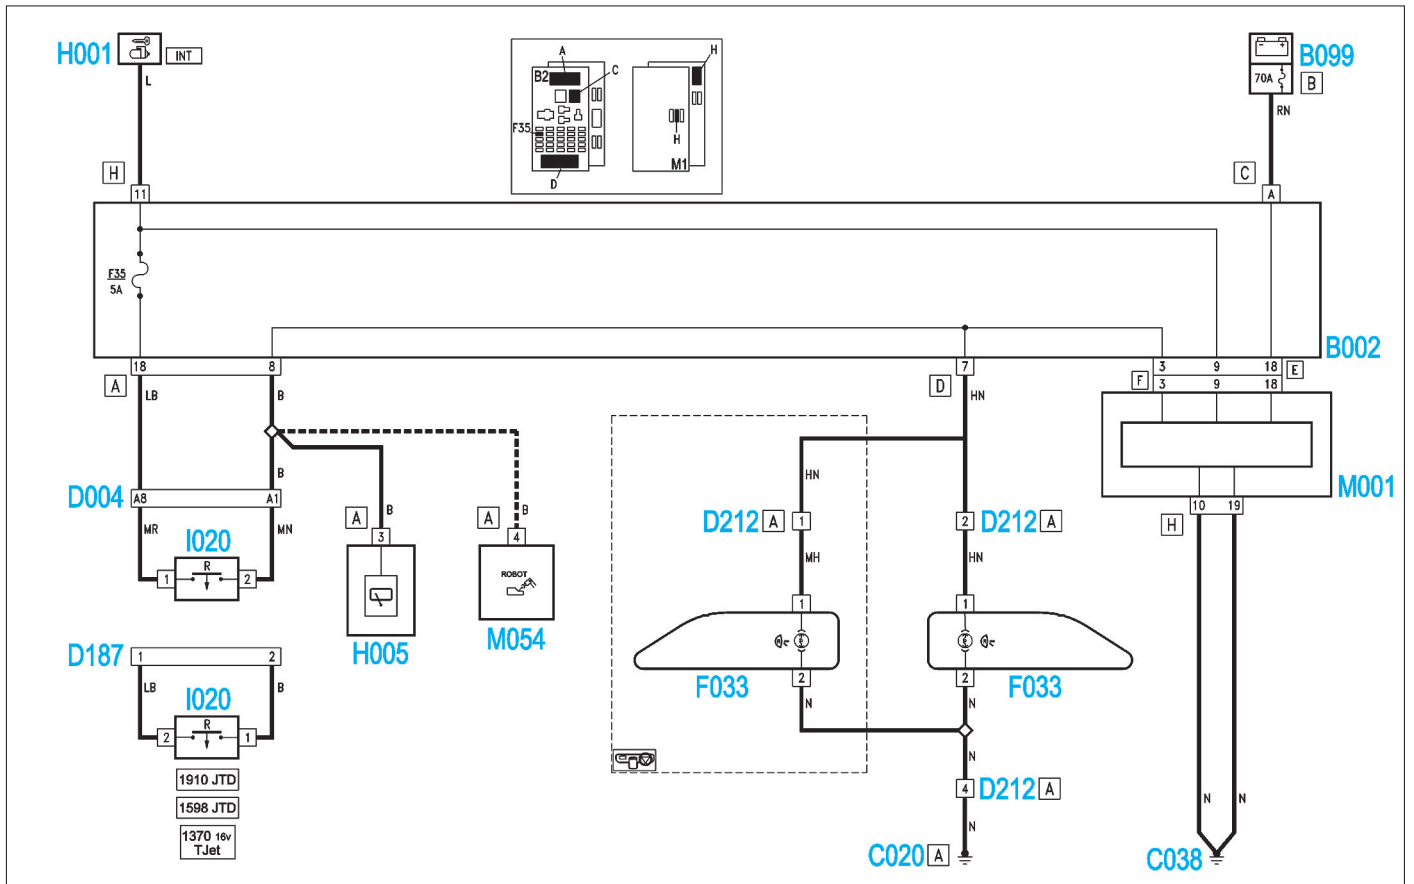 H001
INT
L
H
11
A
H
B2
C
F35
H
D
M1
B099
70A
B
RN
C
A
F35
5A
B002
18
8
7
3
9
18
E
A
D
F
3
9
18
LB
B
HN
B
HN
M001
D004
A8
A1
10
19
H
MR
MN
A
B
A
B
D212
A
1
2
D212
A
I020
R
1
2
3
4
MH
HN
ROBOT
1
1
H005
M054
D187
1
2
F033
2
2
F033
LB
B
I020
N
N
R
2
1
N
1910 JTD
4
D212
A
1598 JTD
N
N
N
1370 16v
TJet
C020
A
C038